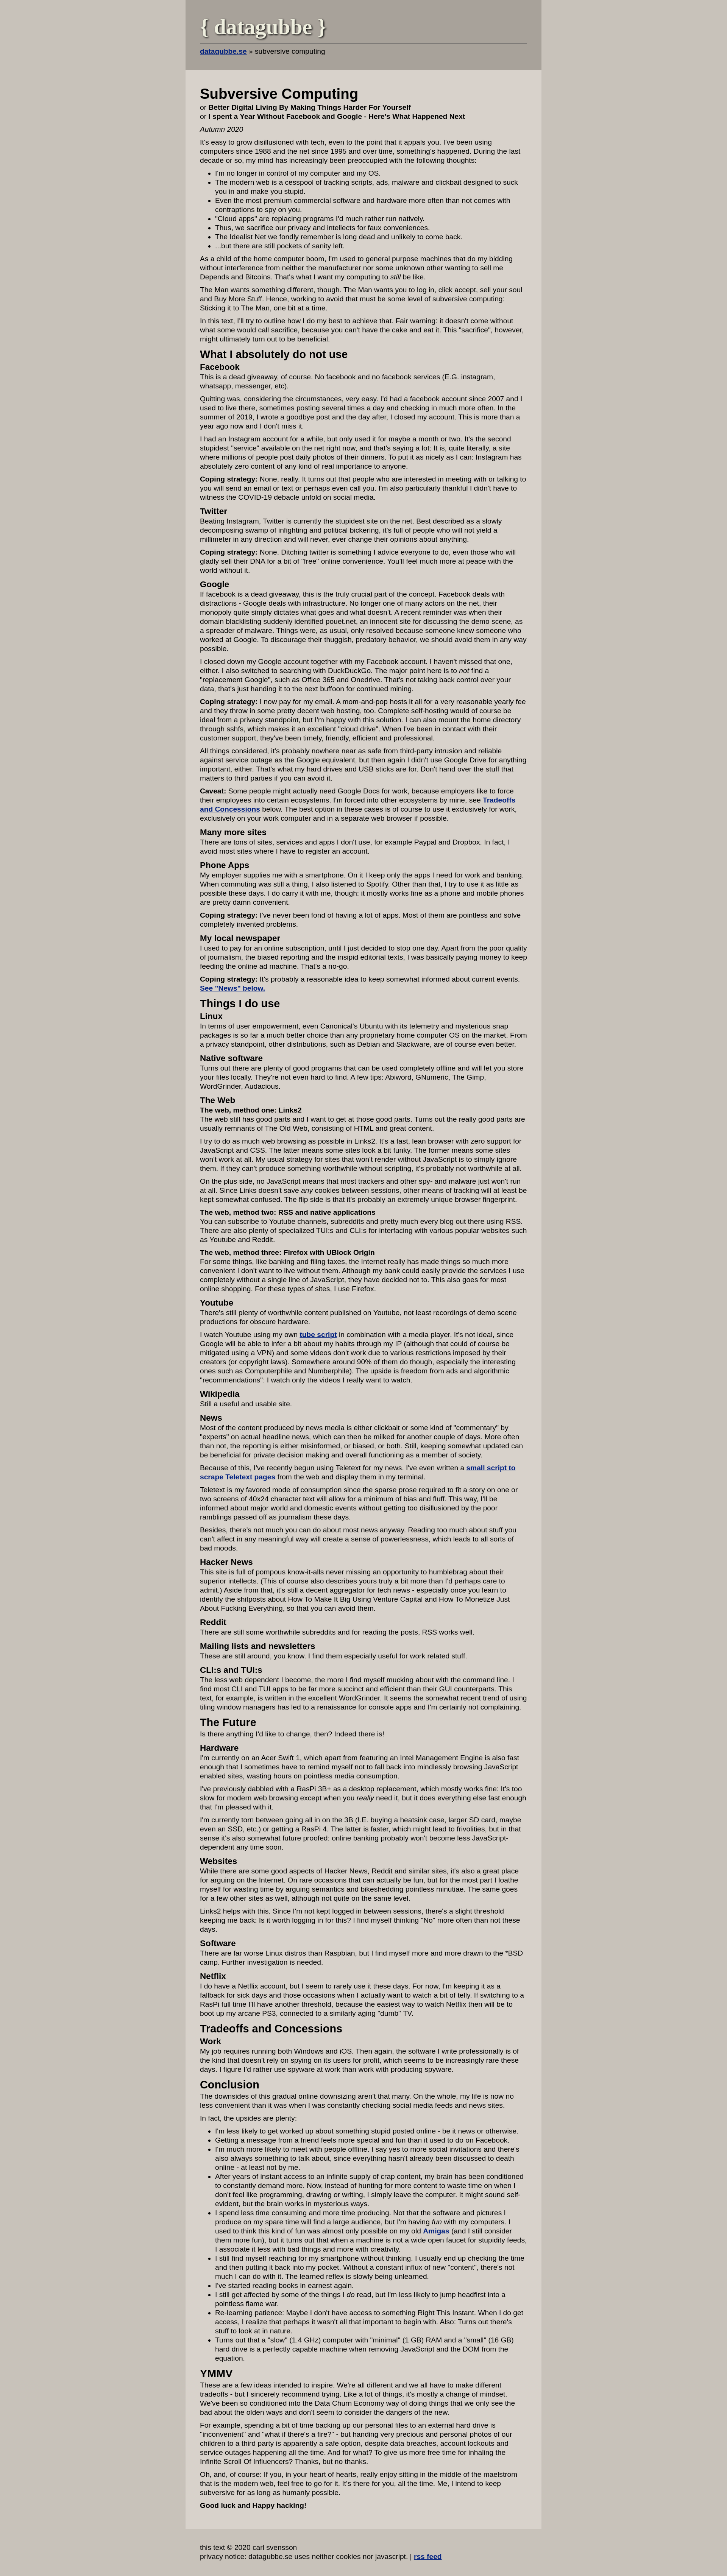 { datagubbe }
datagubbe.se » subversive computing
Subversive Computing
or Better Digital Living By Making Things Harder For Yourself
or I spent a Year Without Facebook and Google - Here's What Happened Next
Autumn 2020
It's easy to grow disillusioned with tech, even to the point that it appals you. I've been using
computers since 1988 and the net since 1995 and over time, something's happened. During the last
decade or so, my mind has increasingly been preoccupied with the following thoughts:
• I'm no longer in control of my computer and my OS.
• The modern web is a cesspool of tracking scripts, ads, malware and clickbait designed to suck
you in and make you stupid.
• Even the most premium commercial software and hardware more often than not comes with
contraptions to spy on you.
• "Cloud apps" are replacing programs I'd much rather run natively.
• Thus, we sacrifice our privacy and intellects for faux conveniences.
• The Idealist Net we fondly remember is long dead and unlikely to come back.
• ...but there are still pockets of sanity left.
As a child of the home computer boom, I'm used to general purpose machines that do my bidding
without interference from neither the manufacturer nor some unknown other wanting to sell me
Depends and Bitcoins. That's what I want my computing to still be like.
The Man wants something different, though. The Man wants you to log in, click accept, sell your soul
and Buy More Stuff. Hence, working to avoid that must be some level of subversive computing:
Sticking it to The Man, one bit at a time.
In this text, I'll try to outline how I do my best to achieve that. Fair warning: it doesn't come without
what some would call sacrifice, because you can't have the cake and eat it. This "sacrifice", however,
might ultimately turn out to be beneficial.
What I absolutely do not use
Facebook
This is a dead giveaway, of course. No facebook and no facebook services (E.G. instagram,
whatsapp, messenger, etc).
Quitting was, considering the circumstances, very easy. I'd had a facebook account since 2007 and I
used to live there, sometimes posting several times a day and checking in much more often. In the
summer of 2019, I wrote a goodbye post and the day after, I closed my account. This is more than a
year ago now and I don't miss it.
I had an Instagram account for a while, but only used it for maybe a month or two. It's the second
stupidest "service" available on the net right now, and that's saying a lot: It is, quite literally, a site
where millions of people post daily photos of their dinners. To put it as nicely as I can: Instagram has
absolutely zero content of any kind of real importance to anyone.
Coping strategy: None, really. It turns out that people who are interested in meeting with or talking to
you will send an email or text or perhaps even call you. I'm also particularly thankful I didn't have to
witness the COVID-19 debacle unfold on social media.
Twitter
Beating Instagram, Twitter is currently the stupidest site on the net. Best described as a slowly
decomposing swamp of infighting and political bickering, it's full of people who will not yield a
millimeter in any direction and will never, ever change their opinions about anything.
Coping strategy: None. Ditching twitter is something I advice everyone to do, even those who will
gladly sell their DNA for a bit of "free" online convenience. You'll feel much more at peace with the
world without it.
Google
If facebook is a dead giveaway, this is the truly crucial part of the concept. Facebook deals with
distractions - Google deals with infrastructure. No longer one of many actors on the net, their
monopoly quite simply dictates what goes and what doesn't. A recent reminder was when their
domain blacklisting suddenly identified pouet.net, an innocent site for discussing the demo scene, as
a spreader of malware. Things were, as usual, only resolved because someone knew someone who
worked at Google. To discourage their thuggish, predatory behavior, we should avoid them in any way
possible.
I closed down my Google account together with my Facebook account. I haven't missed that one,
either. I also switched to searching with DuckDuckGo. The major point here is to not find a
"replacement Google", such as Office 365 and Onedrive. That's not taking back control over your
data, that's just handing it to the next buffoon for continued mining.
Coping strategy: I now pay for my email. A mom-and-pop hosts it all for a very reasonable yearly fee
and they throw in some pretty decent web hosting, too. Complete self-hosting would of course be
ideal from a privacy standpoint, but I'm happy with this solution. I can also mount the home directory
through sshfs, which makes it an excellent "cloud drive". When I've been in contact with their
customer support, they've been timely, friendly, efficient and professional.
All things considered, it's probably nowhere near as safe from third-party intrusion and reliable
against service outage as the Google equivalent, but then again I didn't use Google Drive for anything
important, either. That's what my hard drives and USB sticks are for. Don't hand over the stuff that
matters to third parties if you can avoid it.
Caveat: Some people might actually need Google Docs for work, because employers like to force
their employees into certain ecosystems. I'm forced into other ecosystems by mine, see Tradeoffs
and Concessions below. The best option in these cases is of course to use it exclusively for work,
exclusively on your work computer and in a separate web browser if possible.
Many more sites
There are tons of sites, services and apps I don't use, for example Paypal and Dropbox. In fact, I
avoid most sites where I have to register an account.
Phone Apps
My employer supplies me with a smartphone. On it I keep only the apps I need for work and banking.
When commuting was still a thing, I also listened to Spotify. Other than that, I try to use it as little as
possible these days. I do carry it with me, though: it mostly works fine as a phone and mobile phones
are pretty damn convenient.
Coping strategy: I've never been fond of having a lot of apps. Most of them are pointless and solve
completely invented problems.
My local newspaper
I used to pay for an online subscription, until I just decided to stop one day. Apart from the poor quality
of journalism, the biased reporting and the insipid editorial texts, I was basically paying money to keep
feeding the online ad machine. That's a no-go.
Coping strategy: It's probably a reasonable idea to keep somewhat informed about current events.
See "News" below.
Things I do use
Linux
In terms of user empowerment, even Canonical's Ubuntu with its telemetry and mysterious snap
packages is so far a much better choice than any proprietary home computer OS on the market. From
a privacy standpoint, other distributions, such as Debian and Slackware, are of course even better.
Native software
Turns out there are plenty of good programs that can be used completely offline and will let you store
your files locally. They're not even hard to find. A few tips: Abiword, GNumeric, The Gimp,
WordGrinder, Audacious.
The Web
The web, method one: Links2
The web still has good parts and I want to get at those good parts. Turns out the really good parts are
usually remnants of The Old Web, consisting of HTML and great content.
I try to do as much web browsing as possible in Links2. It's a fast, lean browser with zero support for
JavaScript and CSS. The latter means some sites look a bit funky. The former means some sites
won't work at all. My usual strategy for sites that won't render without JavaScript is to simply ignore
them. If they can't produce something worthwhile without scripting, it's probably not worthwhile at all.
On the plus side, no JavaScript means that most trackers and other spy- and malware just won't run
at all. Since Links doesn't save any cookies between sessions, other means of tracking will at least be
kept somewhat confused. The flip side is that it's probably an extremely unique browser fingerprint.
The web, method two: RSS and native applications
You can subscribe to Youtube channels, subreddits and pretty much every blog out there using RSS.
There are also plenty of specialized TUI:s and CLI:s for interfacing with various popular websites such
as Youtube and Reddit.
The web, method three: Firefox with UBlock Origin
For some things, like banking and filing taxes, the Internet really has made things so much more
convenient I don't want to live without them. Although my bank could easily provide the services I use
completely without a single line of JavaScript, they have decided not to. This also goes for most
online shopping. For these types of sites, I use Firefox.
Youtube
There's still plenty of worthwhile content published on Youtube, not least recordings of demo scene
productions for obscure hardware.
I watch Youtube using my own tube script in combination with a media player. It's not ideal, since
Google will be able to infer a bit about my habits through my IP (although that could of course be
mitigated using a VPN) and some videos don't work due to various restrictions imposed by their
creators (or copyright laws). Somewhere around 90% of them do though, especially the interesting
ones such as Computerphile and Numberphile). The upside is freedom from ads and algorithmic
"recommendations": I watch only the videos I really want to watch.
Wikipedia
Still a useful and usable site.
News
Most of the content produced by news media is either clickbait or some kind of "commentary" by
"experts" on actual headline news, which can then be milked for another couple of days. More often
than not, the reporting is either misinformed, or biased, or both. Still, keeping somewhat updated can
be beneficial for private decision making and overall functioning as a member of society.
Because of this, I've recently begun using Teletext for my news. I've even written a small script to
scrape Teletext pages from the web and display them in my terminal.
Teletext is my favored mode of consumption since the sparse prose required to fit a story on one or
two screens of 40x24 character text will allow for a minimum of bias and fluff. This way, I'll be
informed about major world and domestic events without getting too disillusioned by the poor
ramblings passed off as journalism these days.
Besides, there's not much you can do about most news anyway. Reading too much about stuff you
can't affect in any meaningful way will create a sense of powerlessness, which leads to all sorts of
bad moods.
Hacker News
This site is full of pompous know-it-alls never missing an opportunity to humblebrag about their
superior intellects. (This of course also describes yours truly a bit more than I'd perhaps care to
admit.) Aside from that, it's still a decent aggregator for tech news - especially once you learn to
identify the shitposts about How To Make It Big Using Venture Capital and How To Monetize Just
About Fucking Everything, so that you can avoid them.
Reddit
There are still some worthwhile subreddits and for reading the posts, RSS works well.
Mailing lists and newsletters
These are still around, you know. I find them especially useful for work related stuff.
CLI:s and TUI:s
The less web dependent I become, the more I find myself mucking about with the command line. I
find most CLI and TUI apps to be far more succinct and efficient than their GUI counterparts. This
text, for example, is written in the excellent WordGrinder. It seems the somewhat recent trend of using
tiling window managers has led to a renaissance for console apps and I'm certainly not complaining.
The Future
Is there anything I'd like to change, then? Indeed there is!
Hardware
I'm currently on an Acer Swift 1, which apart from featuring an Intel Management Engine is also fast
enough that I sometimes have to remind myself not to fall back into mindlessly browsing JavaScript
enabled sites, wasting hours on pointless media consumption.
I've previously dabbled with a RasPi 3B+ as a desktop replacement, which mostly works fine: It's too
slow for modern web browsing except when you really need it, but it does everything else fast enough
that I'm pleased with it.
I'm currently torn between going all in on the 3B (I.E. buying a heatsink case, larger SD card, maybe
even an SSD, etc.) or getting a RasPi 4. The latter is faster, which might lead to frivolities, but in that
sense it's also somewhat future proofed: online banking probably won't become less JavaScript-
dependent any time soon.
Websites
While there are some good aspects of Hacker News, Reddit and similar sites, it's also a great place
for arguing on the Internet. On rare occasions that can actually be fun, but for the most part I loathe
myself for wasting time by arguing semantics and bikeshedding pointless minutiae. The same goes
for a few other sites as well, although not quite on the same level.
Links2 helps with this. Since I'm not kept logged in between sessions, there's a slight threshold
keeping me back: Is it worth logging in for this? I find myself thinking "No" more often than not these
days.
Software
There are far worse Linux distros than Raspbian, but I find myself more and more drawn to the *BSD
camp. Further investigation is needed.
Netflix
I do have a Netflix account, but I seem to rarely use it these days. For now, I'm keeping it as a
fallback for sick days and those occasions when I actually want to watch a bit of telly. If switching to a
RasPi full time I'll have another threshold, because the easiest way to watch Netflix then will be to
boot up my arcane PS3, connected to a similarly aging "dumb" TV.
Tradeoffs and Concessions
Work
My job requires running both Windows and iOS. Then again, the software I write professionally is of
the kind that doesn't rely on spying on its users for profit, which seems to be increasingly rare these
days. I figure I'd rather use spyware at work than work with producing spyware.
Conclusion
The downsides of this gradual online downsizing aren't that many. On the whole, my life is now no
less convenient than it was when I was constantly checking social media feeds and news sites.
In fact, the upsides are plenty:
• I'm less likely to get worked up about something stupid posted online - be it news or otherwise.
• Getting a message from a friend feels more special and fun than it used to do on Facebook.
• I'm much more likely to meet with people offline. I say yes to more social invitations and there's
also always something to talk about, since everything hasn't already been discussed to death
online - at least not by me.
• After years of instant access to an infinite supply of crap content, my brain has been conditioned
to constantly demand more. Now, instead of hunting for more content to waste time on when I
don't feel like programming, drawing or writing, I simply leave the computer. It might sound self-
evident, but the brain works in mysterious ways.
• I spend less time consuming and more time producing. Not that the software and pictures I
produce on my spare time will find a large audience, but I'm having fun with my computers. I
used to think this kind of fun was almost only possible on my old Amigas (and I still consider
them more fun), but it turns out that when a machine is not a wide open faucet for stupidity feeds,
I associate it less with bad things and more with creativity.
• I still find myself reaching for my smartphone without thinking. I usually end up checking the time
and then putting it back into my pocket. Without a constant influx of new "content", there's not
much I can do with it. The learned reflex is slowly being unlearned.
• I've started reading books in earnest again.
• I still get affected by some of the things I do read, but I'm less likely to jump headfirst into a
pointless flame war.
• Re-learning patience: Maybe I don't have access to something Right This Instant. When I do get
access, I realize that perhaps it wasn't all that important to begin with. Also: Turns out there's
stuff to look at in nature.
• Turns out that a "slow" (1.4 GHz) computer with "minimal" (1 GB) RAM and a "small" (16 GB)
hard drive is a perfectly capable machine when removing JavaScript and the DOM from the
equation.
YMMV
These are a few ideas intended to inspire. We're all different and we all have to make different
tradeoffs - but I sincerely recommend trying. Like a lot of things, it's mostly a change of mindset.
We've been so conditioned into the Data Churn Economy way of doing things that we only see the
bad about the olden ways and don't seem to consider the dangers of the new.
For example, spending a bit of time backing up our personal files to an external hard drive is
"inconvenient" and "what if there's a fire?" - but handing very precious and personal photos of our
children to a third party is apparently a safe option, despite data breaches, account lockouts and
service outages happening all the time. And for what? To give us more free time for inhaling the
Infinite Scroll Of Influencers? Thanks, but no thanks.
Oh, and, of course: If you, in your heart of hearts, really enjoy sitting in the middle of the maelstrom
that is the modern web, feel free to go for it. It's there for you, all the time. Me, I intend to keep
subversive for as long as humanly possible.
Good luck and Happy hacking!
this text © 2020 carl svensson
privacy notice: datagubbe.se uses neither cookies nor javascript. | rss feed